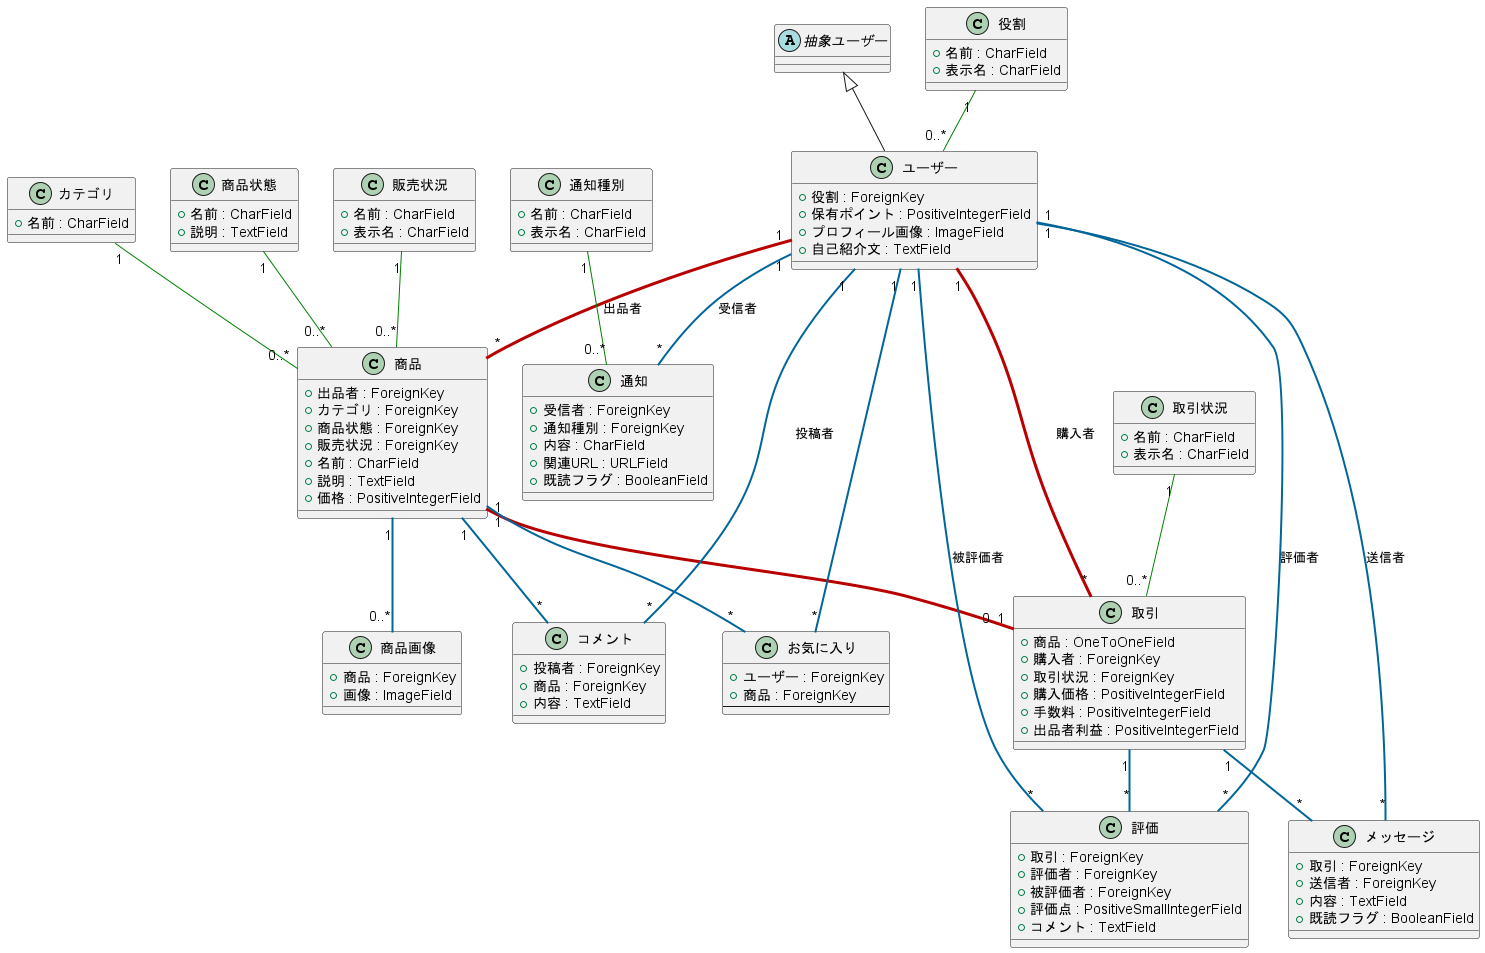 A 抽象ユーザー
C 役割
名前 : CharField
表示名 : CharField
1
0..*
C ユーザー
役割 : ForeignKey
保有ポイント : PositiveIntegerField
プロフィール画像 : ImageField
自己紹介文 : TextField
C カテゴリ
名前 : CharField
C 商品状態
名前 : CharField
説明 : TextField
C 販売状況
名前 : CharField
表示名 : CharField
C 通知種別
名前 : CharField
表示名 : CharField
1
1
1
1
1
1
1
1
1
1
1
1
1
出品者
受信者
0..*
0..*
0..*
*
0..*
*
C 商品
出品者 : ForeignKey
カテゴリ : ForeignKey
商品状態 : ForeignKey
販売状況 : ForeignKey
名前 : CharField
説明 : TextField
価格 : PositiveIntegerField
C 通知
受信者 : ForeignKey
通知種別 : ForeignKey
内容 : CharField
関連URL : URLField
既読フラグ : BooleanField
投稿者
購入者
C 取引状況
名前 : CharField
表示名 : CharField
1
1
1
1
1
被評価者
評価者
送信者
0..*
*
*
*
*
*
0..1
0..*
C 商品画像
商品 : ForeignKey
画像 : ImageField
C コメント
投稿者 : ForeignKey
商品 : ForeignKey
内容 : TextField
C お気に入り
ユーザー : ForeignKey
商品 : ForeignKey
C 取引
商品 : OneToOneField
購入者 : ForeignKey
取引状況 : ForeignKey
購入価格 : PositiveIntegerField
手数料 : PositiveIntegerField
出品者利益 : PositiveIntegerField
1
1
*
*
*
*
*
C 評価
取引 : ForeignKey
評価者 : ForeignKey
被評価者 : ForeignKey
評価点 : PositiveSmallIntegerField
コメント : TextField
C メッセージ
取引 : ForeignKey
送信者 : ForeignKey
内容 : TextField
既読フラグ : BooleanField